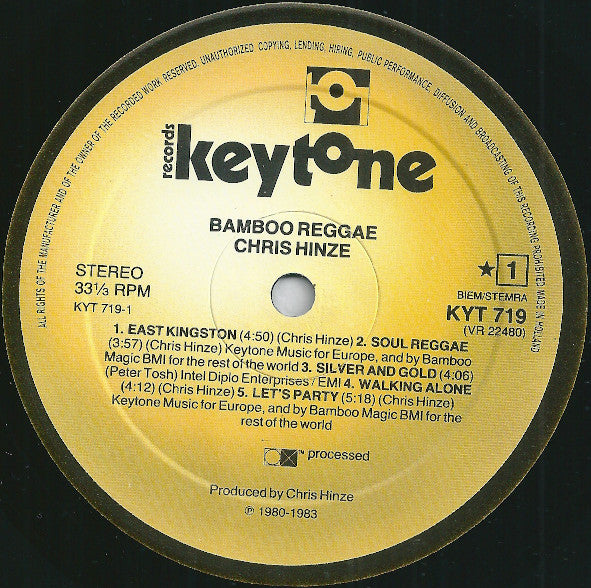 ALL RIGHTS OF THE MANUFACTURER AND OF THE OWNER OF THE RECORDED WORK RESERVED. UNAUTHORIZED COPYING, LENDING, HIRING, PUBLIC PERFORMANCE, DIFFUSION AND BROADCASTING OF THIS RECORDING PROHIBITED. MADE IN HOLLAND
records
keytone
BAMBOO REGGAE
CHRIS HINZE
STEREO
33⅓ RPM
KYT 719-1
★ 1
BIEM/STEMRA
KYT 719
(VR 22480)
1. EAST KINGSTON (4:50) (Chris Hinze) 2. SOUL REGGAE
(3:57) (Chris Hinze) Keytone Music for Europe, and by Bamboo
Magic BMI for the rest of the world 3. SILVER AND GOLD (4:06)
(Peter Tosh) Intel Diplo Enterprises/EMI 4. WALKING ALONE
(4:12) (Chris Hinze) 5. LET'S PARTY (5:18) (Chris Hinze)
Keytone Music for Europe, and by Bamboo Magic BMI for the
rest of the world
CX™ processed
Produced by Chris Hinze
℗ 1980-1983